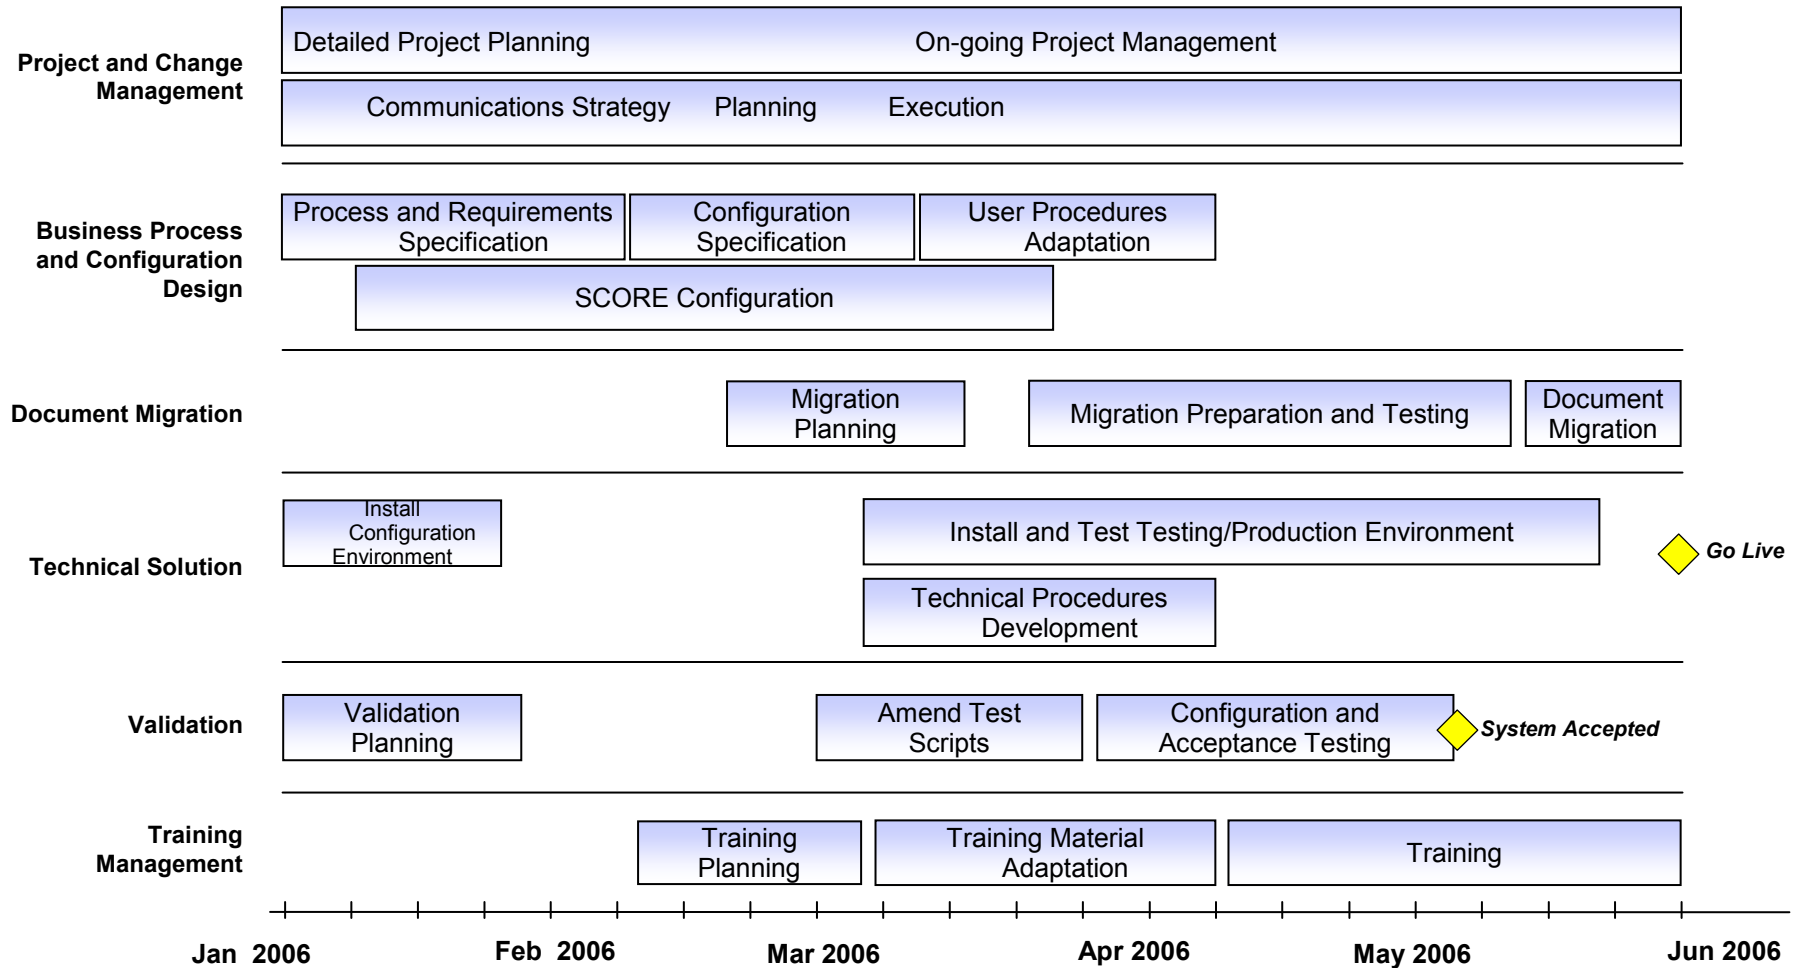 Project and Change
Management
Detailed Project Planning On-going Project Management
Communications Strategy Planning Execution
Business Process
and Configuration
Design
Process and Requirements
Specification
Configuration
Specification
User Procedures
Adaptation
SCORE Configuration
Document Migration
Migration
Planning
Migration Preparation and Testing
Document
Migration
Technical Solution
Install
Configuration
Environment
Install and Test Testing/Production Environment
Go Live
Technical Procedures
Development
Validation
Validation
Planning
Amend Test
Scripts
Configuration and
Acceptance Testing
System Accepted
Training
Management
Training
Planning
Training Material
Adaptation
Training
Jan 2006 Feb 2006 Mar 2006 Apr 2006 May 2006 Jun 2006